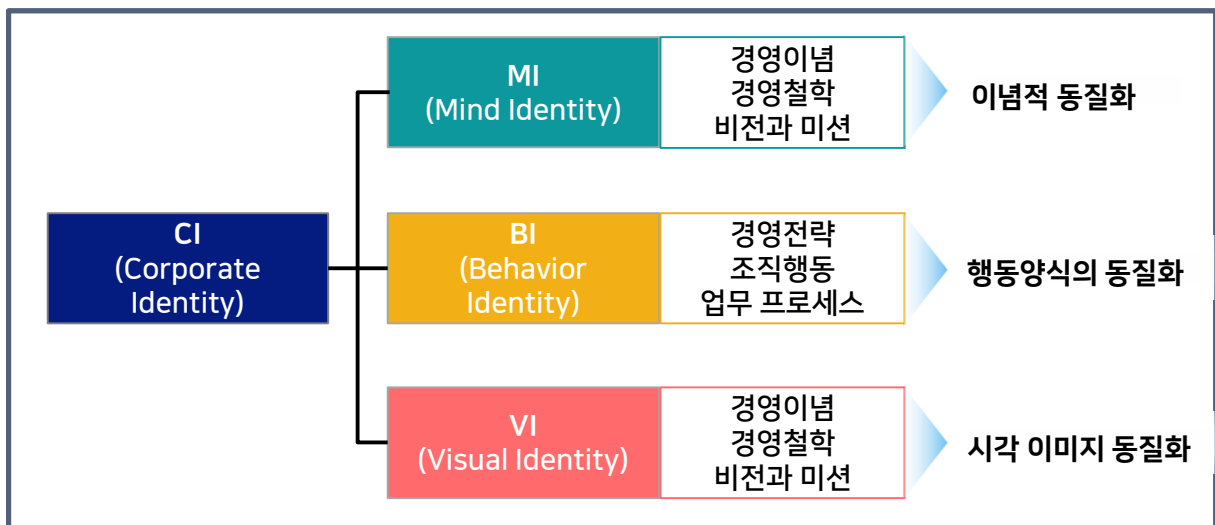 MI
(Mind Identity)
경영이념
경영철학
비전과 미션
이념적 동질화
CI
(Corporate
Identity)
BI
(Behavior
Identity)
경영전략
조직행동
업무 프로세스
행동양식의 동질화
VI
(Visual Identity)
경영이념
경영철학
비전과 미션
시각 이미지 동질화